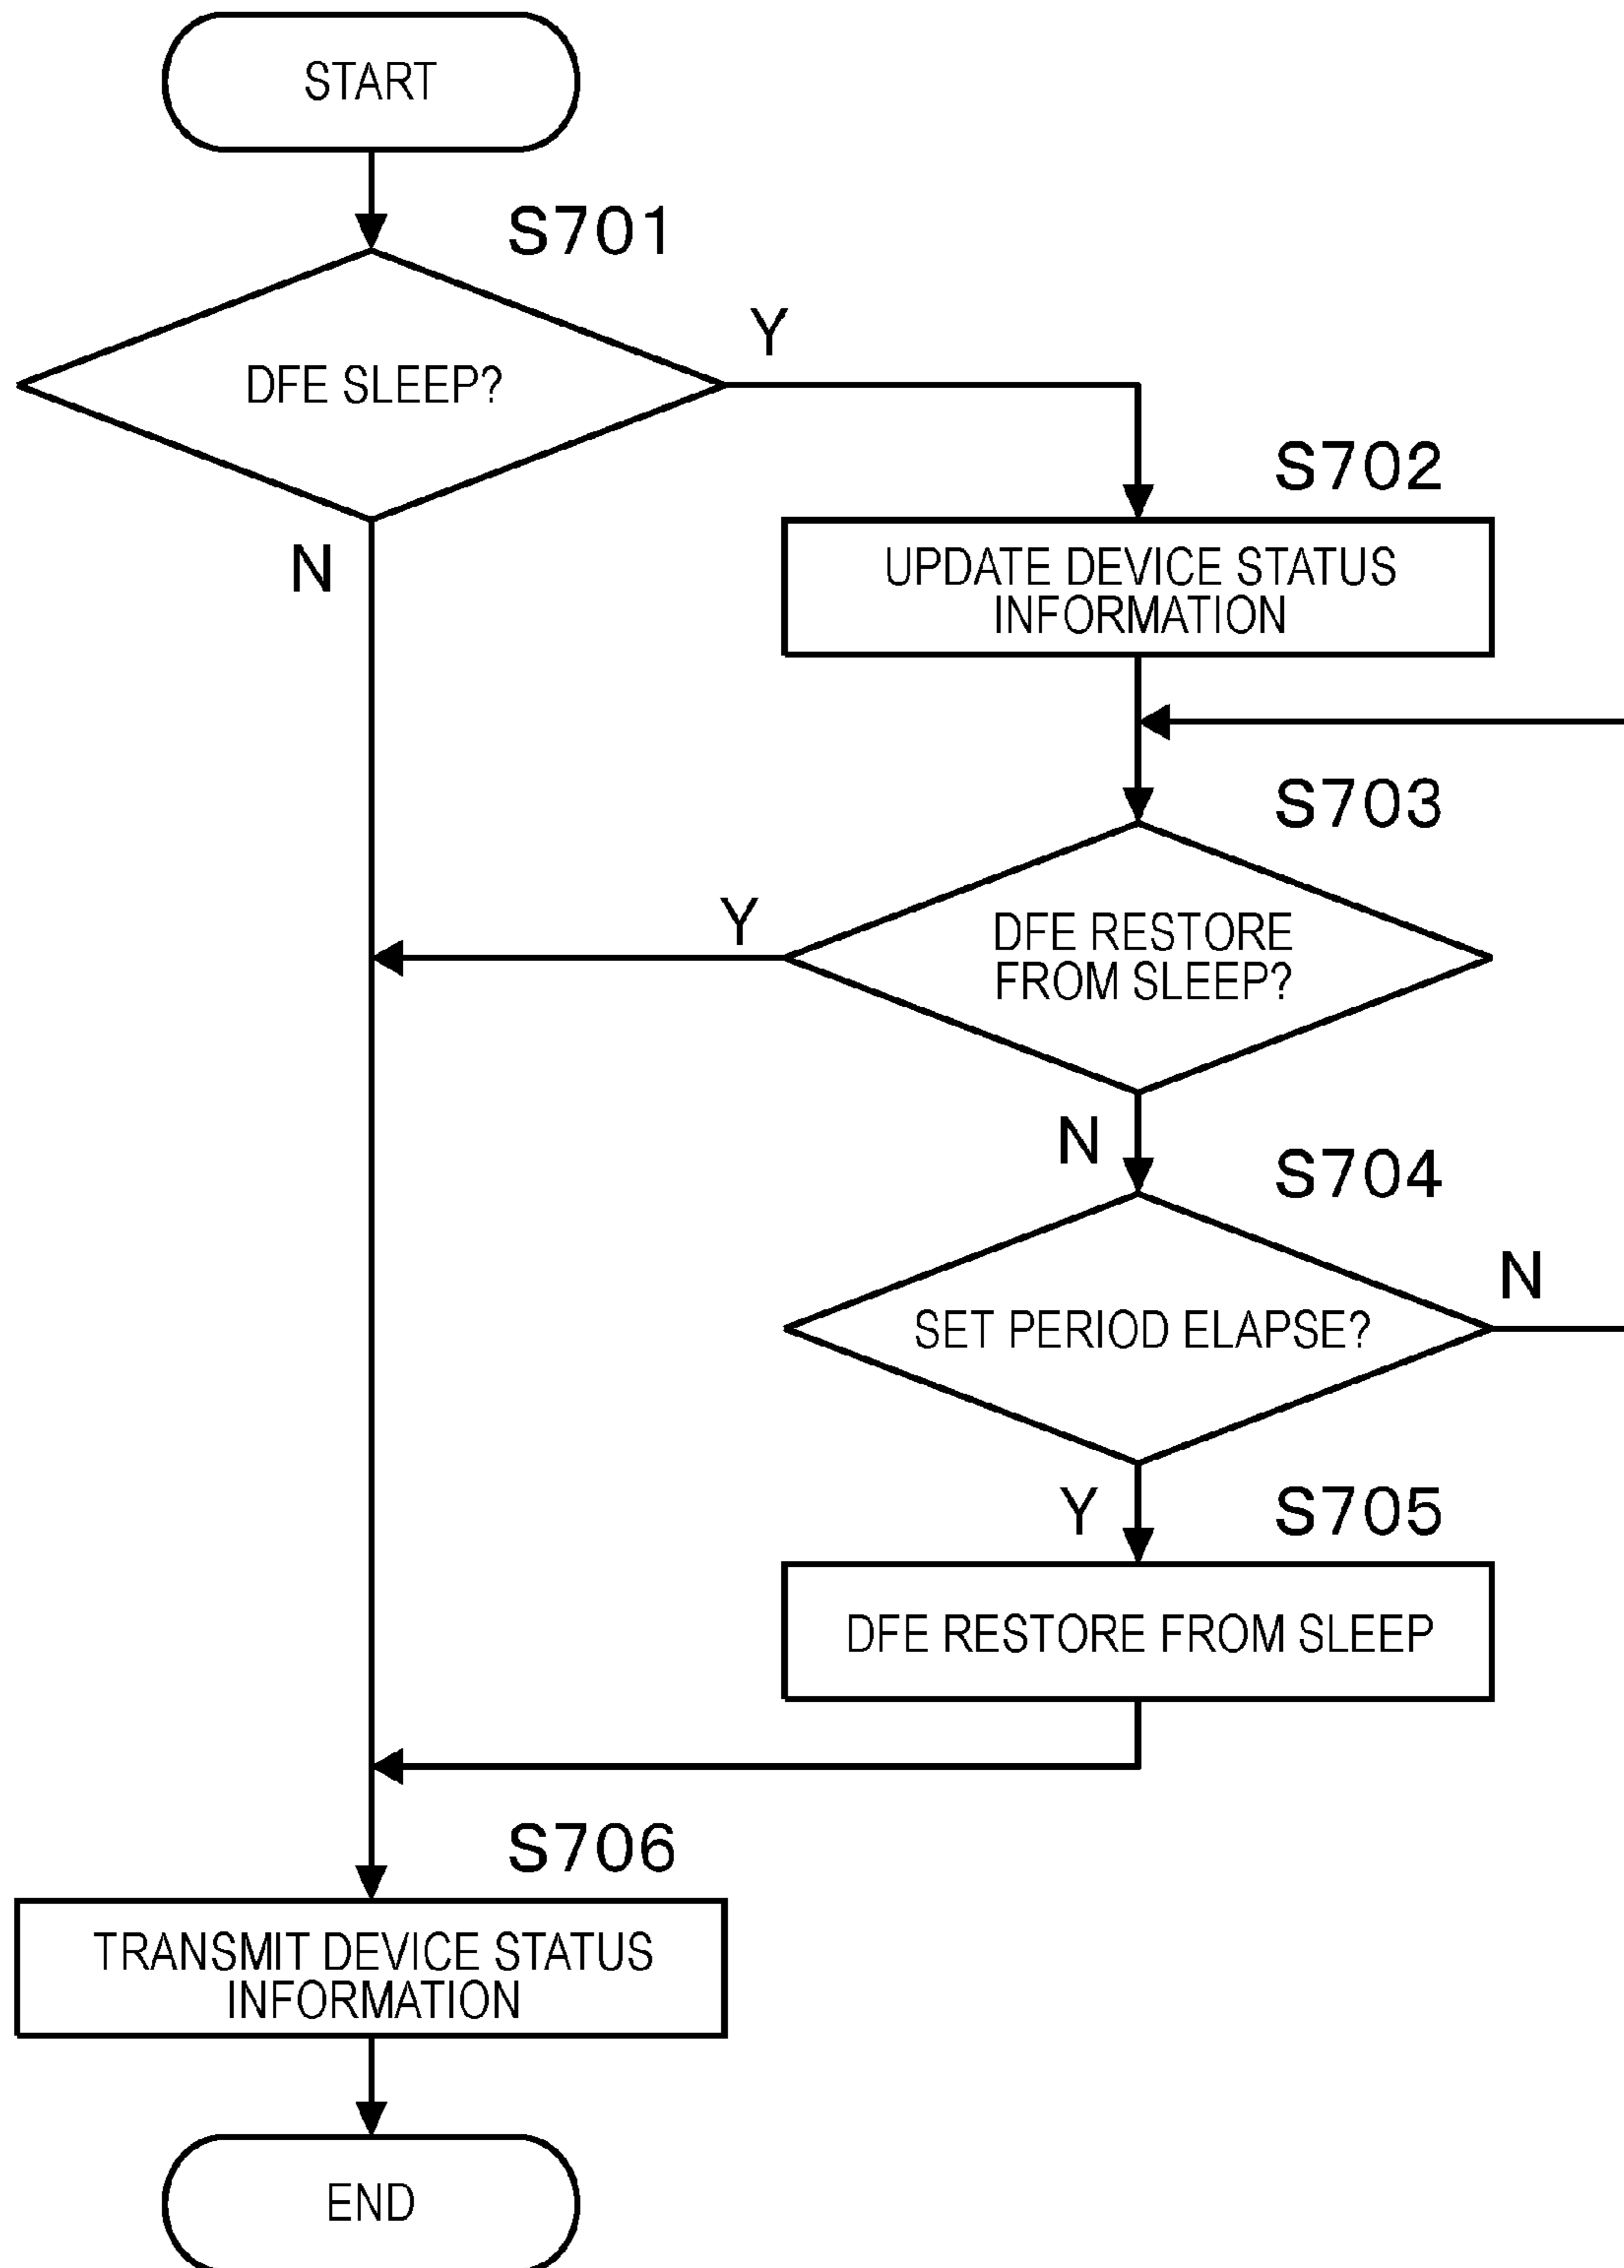 START
S701
DFE SLEEP?
Y
N
S702
UPDATE DEVICE STATUS
INFORMATION
S703
DFE RESTORE
FROM SLEEP?
Y
N
S704
SET PERIOD ELAPSE?
N
Y
S705
DFE RESTORE FROM SLEEP
S706
TRANSMIT DEVICE STATUS
INFORMATION
END